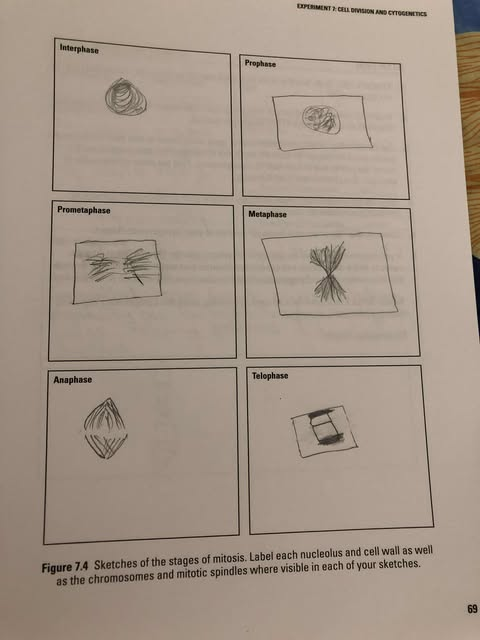 EXPERIMENT 7: CELL DIVISION AND CYTOGENETICS
Interphase
Prophase
Prometaphase
Metaphase
Anaphase
Telophase
Figure 7.4 Sketches of the stages of mitosis. Label each nucleolus and cell wall as well
as the chromosomes and mitotic spindles where visible in each of your sketches.
69